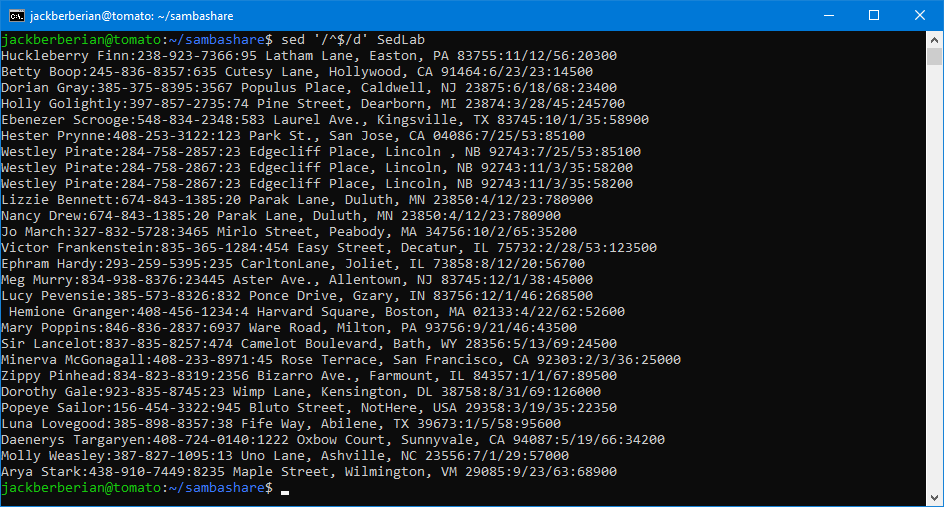 jackberberian@tomato: ~/sambashare
jackberberian@tomato:~/sambashare$ sed '/^$/d' SedLab
Huckleberry Finn:238-923-7366:95 Latham Lane, Easton, PA 83755:11/12/56:20300
Betty Boop:245-836-8357:635 Cutesy Lane, Hollywood, CA 91464:6/23/23:14500
Dorian Gray:385-375-8395:3567 Populus Place, Caldwell, NJ 23875:6/18/68:23400
Holly Golightly:397-857-2735:74 Pine Street, Dearborn, MI 23874:3/28/45:245700
Ebenezer Scrooge:548-834-2348:583 Laurel Ave., Kingsville, TX 83745:10/1/35:58900
Hester Prynne:408-253-3122:123 Park St., San Jose, CA 04086:7/25/53:85100
Westley Pirate:284-758-2857:23 Edgecliff Place, Lincoln , NB 92743:7/25/53:85100
Westley Pirate:284-758-2867:23 Edgecliff Place, Lincoln, NB 92743:11/3/35:58200
Westley Pirate:284-758-2867:23 Edgecliff Place, Lincoln, NB 92743:11/3/35:58200
Lizzie Bennett:674-843-1385:20 Parak Lane, Duluth, MN 23850:4/12/23:780900
Nancy Drew:674-843-1385:20 Parak Lane, Duluth, MN 23850:4/12/23:780900
Jo March:327-832-5728:3465 Mirlo Street, Peabody, MA 34756:10/2/65:35200
Victor Frankenstein:835-365-1284:454 Easy Street, Decatur, IL 75732:2/28/53:123500
Ephram Hardy:293-259-5395:235 CarltonLane, Joliet, IL 73858:8/12/20:56700
Meg Murry:834-938-8376:23445 Aster Ave., Allentown, NJ 83745:12/1/38:45000
Lucy Pevensie:385-573-8326:832 Ponce Drive, Gzary, IN 83756:12/1/46:268500
 Hemione Granger:408-456-1234:4 Harvard Square, Boston, MA 02133:4/22/62:52600
Mary Poppins:846-836-2837:6937 Ware Road, Milton, PA 93756:9/21/46:43500
Sir Lancelot:837-835-8257:474 Camelot Boulevard, Bath, WY 28356:5/13/69:24500
Minerva McGonagall:408-233-8971:45 Rose Terrace, San Francisco, CA 92303:2/3/36:25000
Zippy Pinhead:834-823-8319:2356 Bizarro Ave., Farmount, IL 84357:1/1/67:89500
Dorothy Gale:923-835-8745:23 Wimp Lane, Kensington, DL 38758:8/31/69:126000
Popeye Sailor:156-454-3322:945 Bluto Street, NotHere, USA 29358:3/19/35:22350
Luna Lovegood:385-898-8357:38 Fife Way, Abilene, TX 39673:1/5/58:95600
Daenerys Targaryen:408-724-0140:1222 Oxbow Court, Sunnyvale, CA 94087:5/19/66:34200
Molly Weasley:387-827-1095:13 Uno Lane, Ashville, NC 23556:7/1/29:57000
Arya Stark:438-910-7449:8235 Maple Street, Wilmington, VM 29085:9/23/63:68900
jackberberian@tomato:~/sambashare$